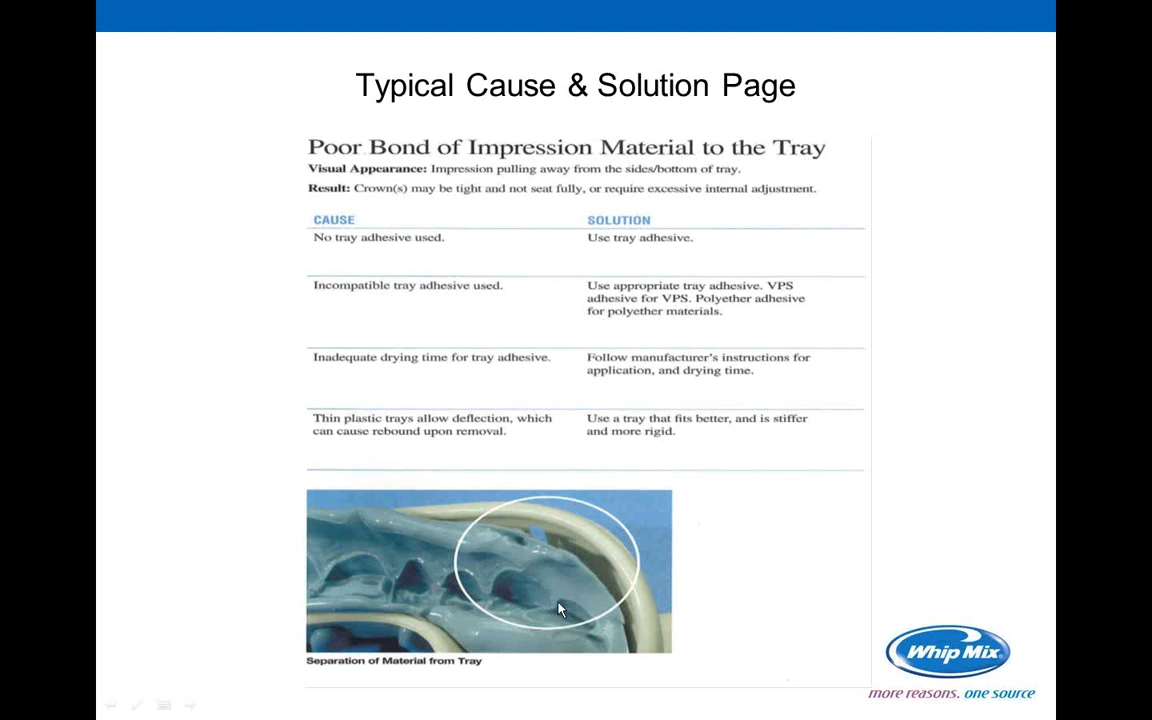 Typical Cause & Solution Page
Poor Bond of Impression Material to the Tray
Visual Appearance: Impression pulling away from the sides/bottom of tray.
Result: Crown(s) may be tight and not seat fully, or require excessive internal adjustment.
CAUSE SOLUTION
No tray adhesive used. Use tray adhesive.
Incompatible tray adhesive used. Use appropriate tray adhesive. VPS
adhesive for VPS. Polyether adhesive
for polyether materials.
Inadequate drying time for tray adhesive. Follow manufacturer's instructions for
application, and drying time.
Thin plastic trays allow deflection, which Use a tray that fits better, and is stiffer
can cause rebound upon removal. and more rigid.
Separation of Material from Tray
Whip Mix®
more reasons. one source